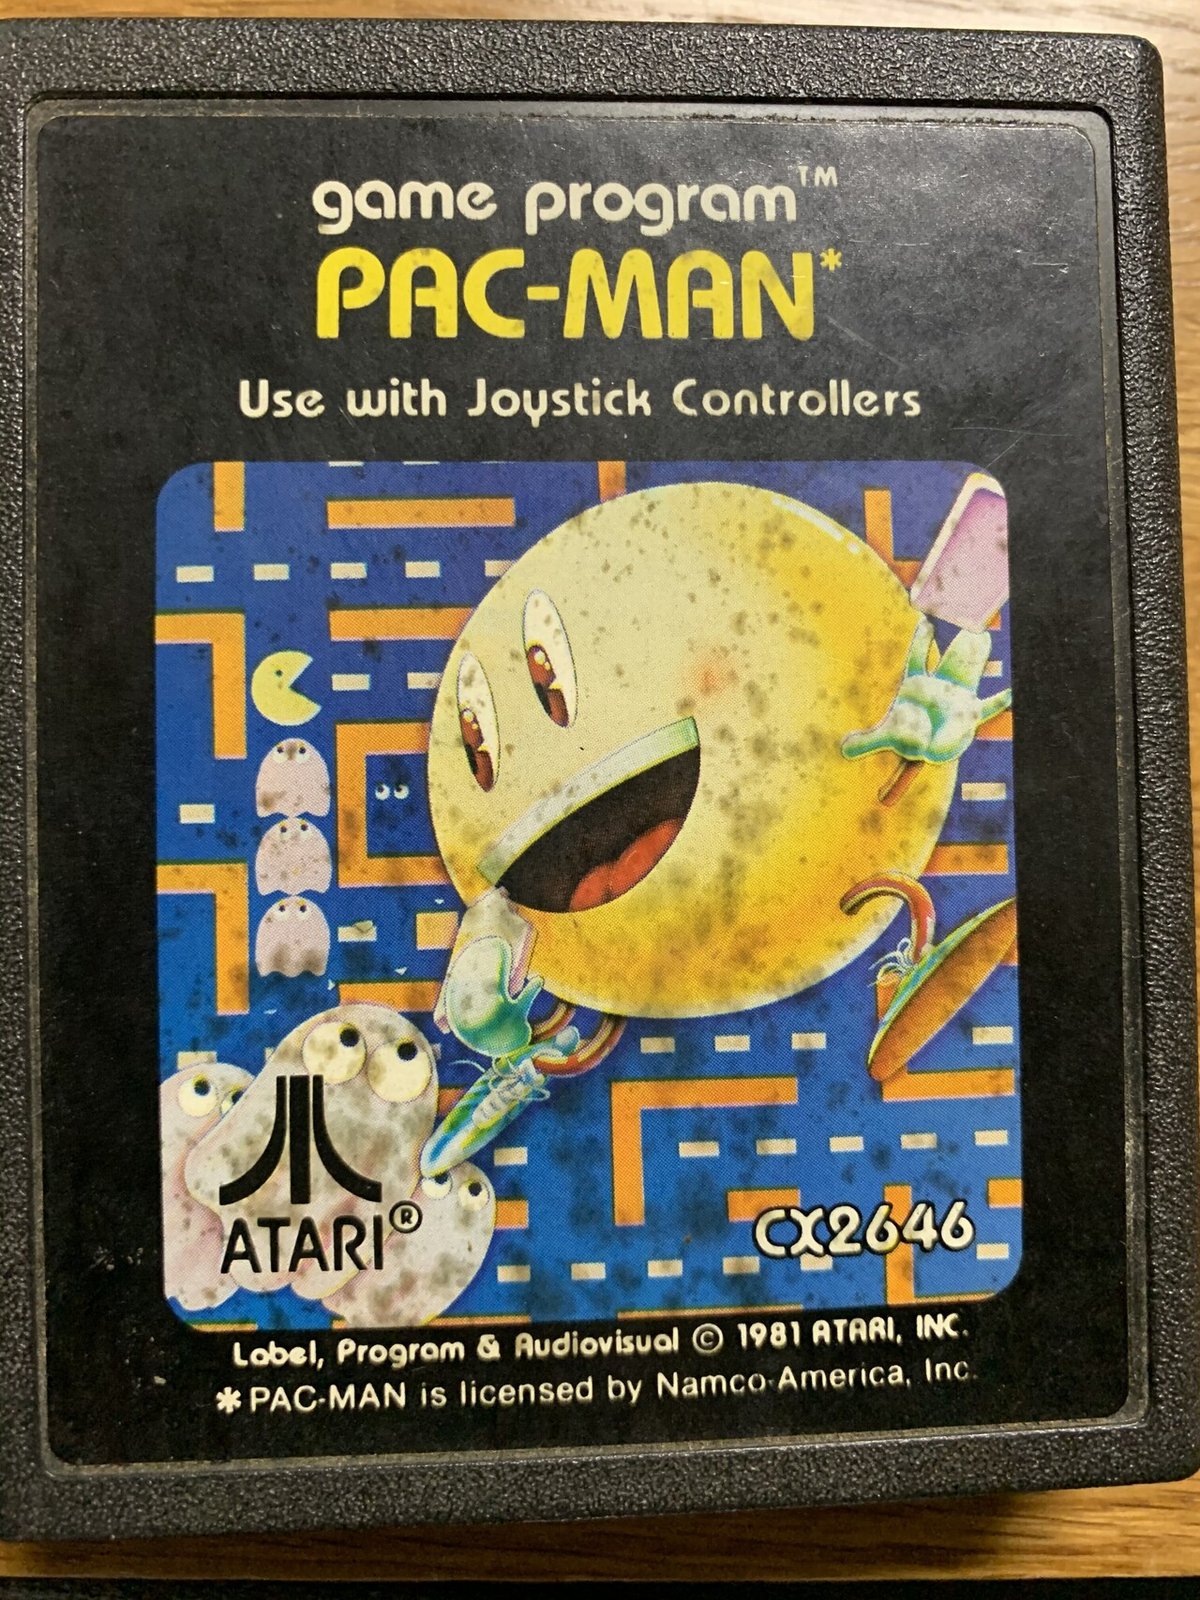 game program™
PAC-MAN*
Use with Joystick Controllers
ATARI®
CX2646
Label, Program & Audiovisual © 1981 ATARI, INC.
* PAC-MAN is licensed by Namco-America, Inc.